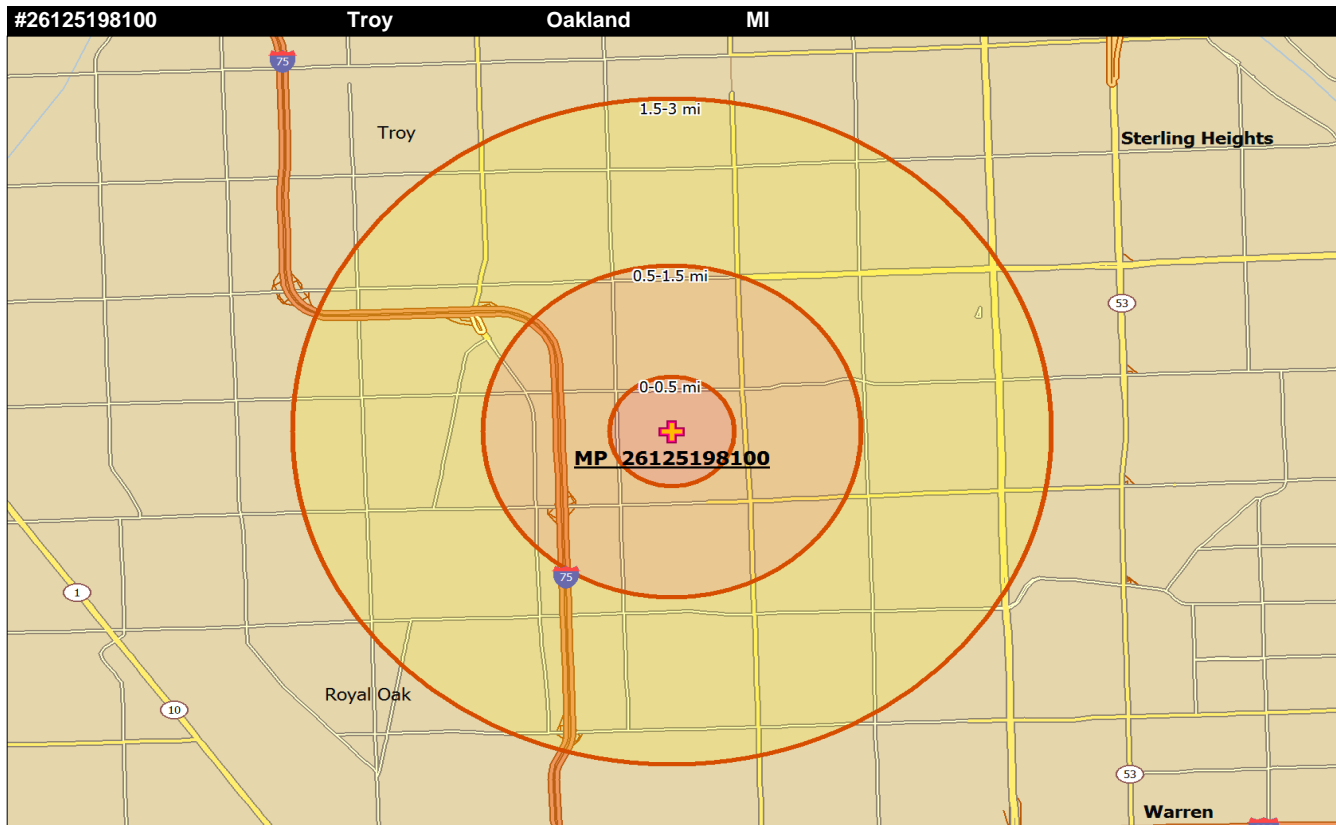 #26125198100 Troy Oakland MI
75
1.5-3 mi
Troy
Sterling Heights
0.5-1.5 mi
53
0-0.5 mi
MP 26125198100
75
1
Royal Oak
10
53
Warren